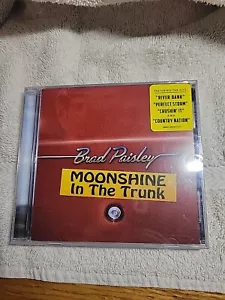 "RIVER BANK"
"PERFECT STORM"
"CRUSHIN' IT"
"COUNTRY NATION"
Brad Paisley
MOONSHINE
In The Trunk